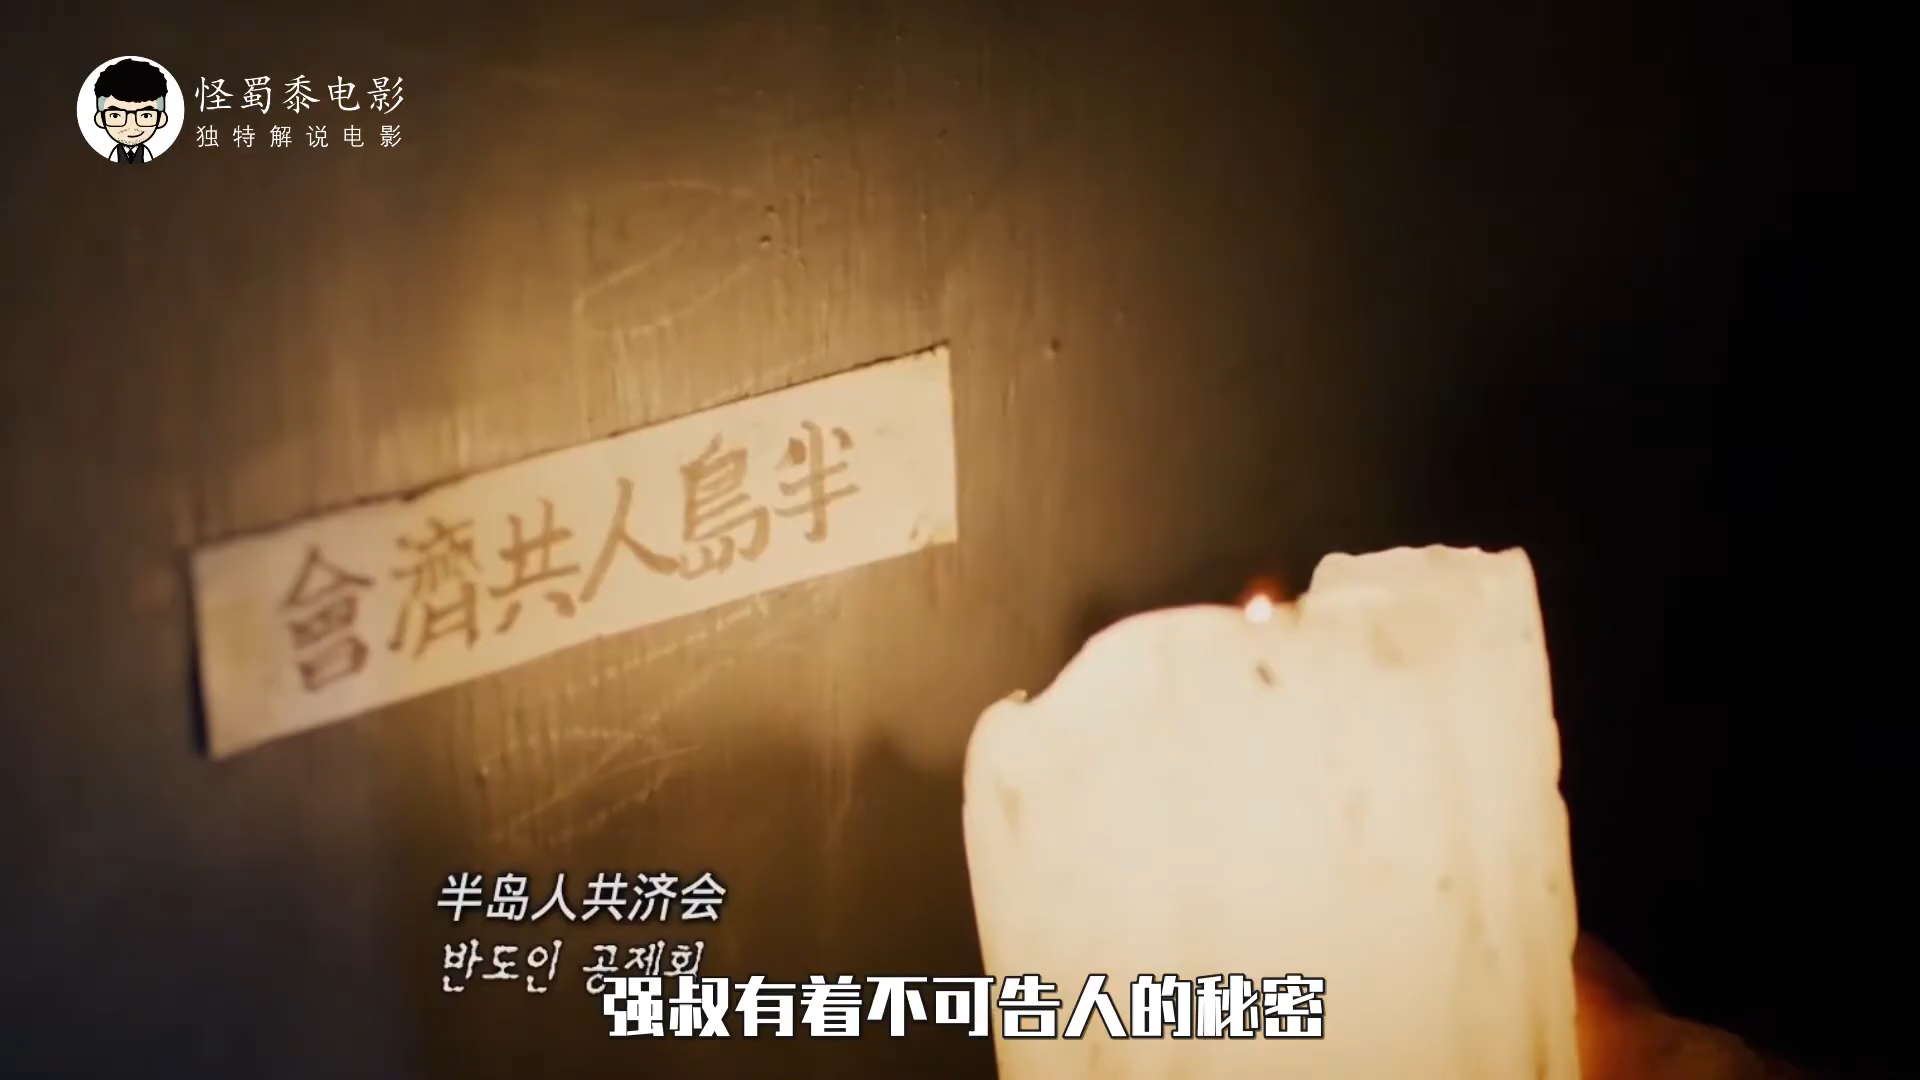 怪蜀黍电影
独特解说电影
會濟共人島半
半岛人共济会
반도인 공제회
强叔有着不可告人的秘密